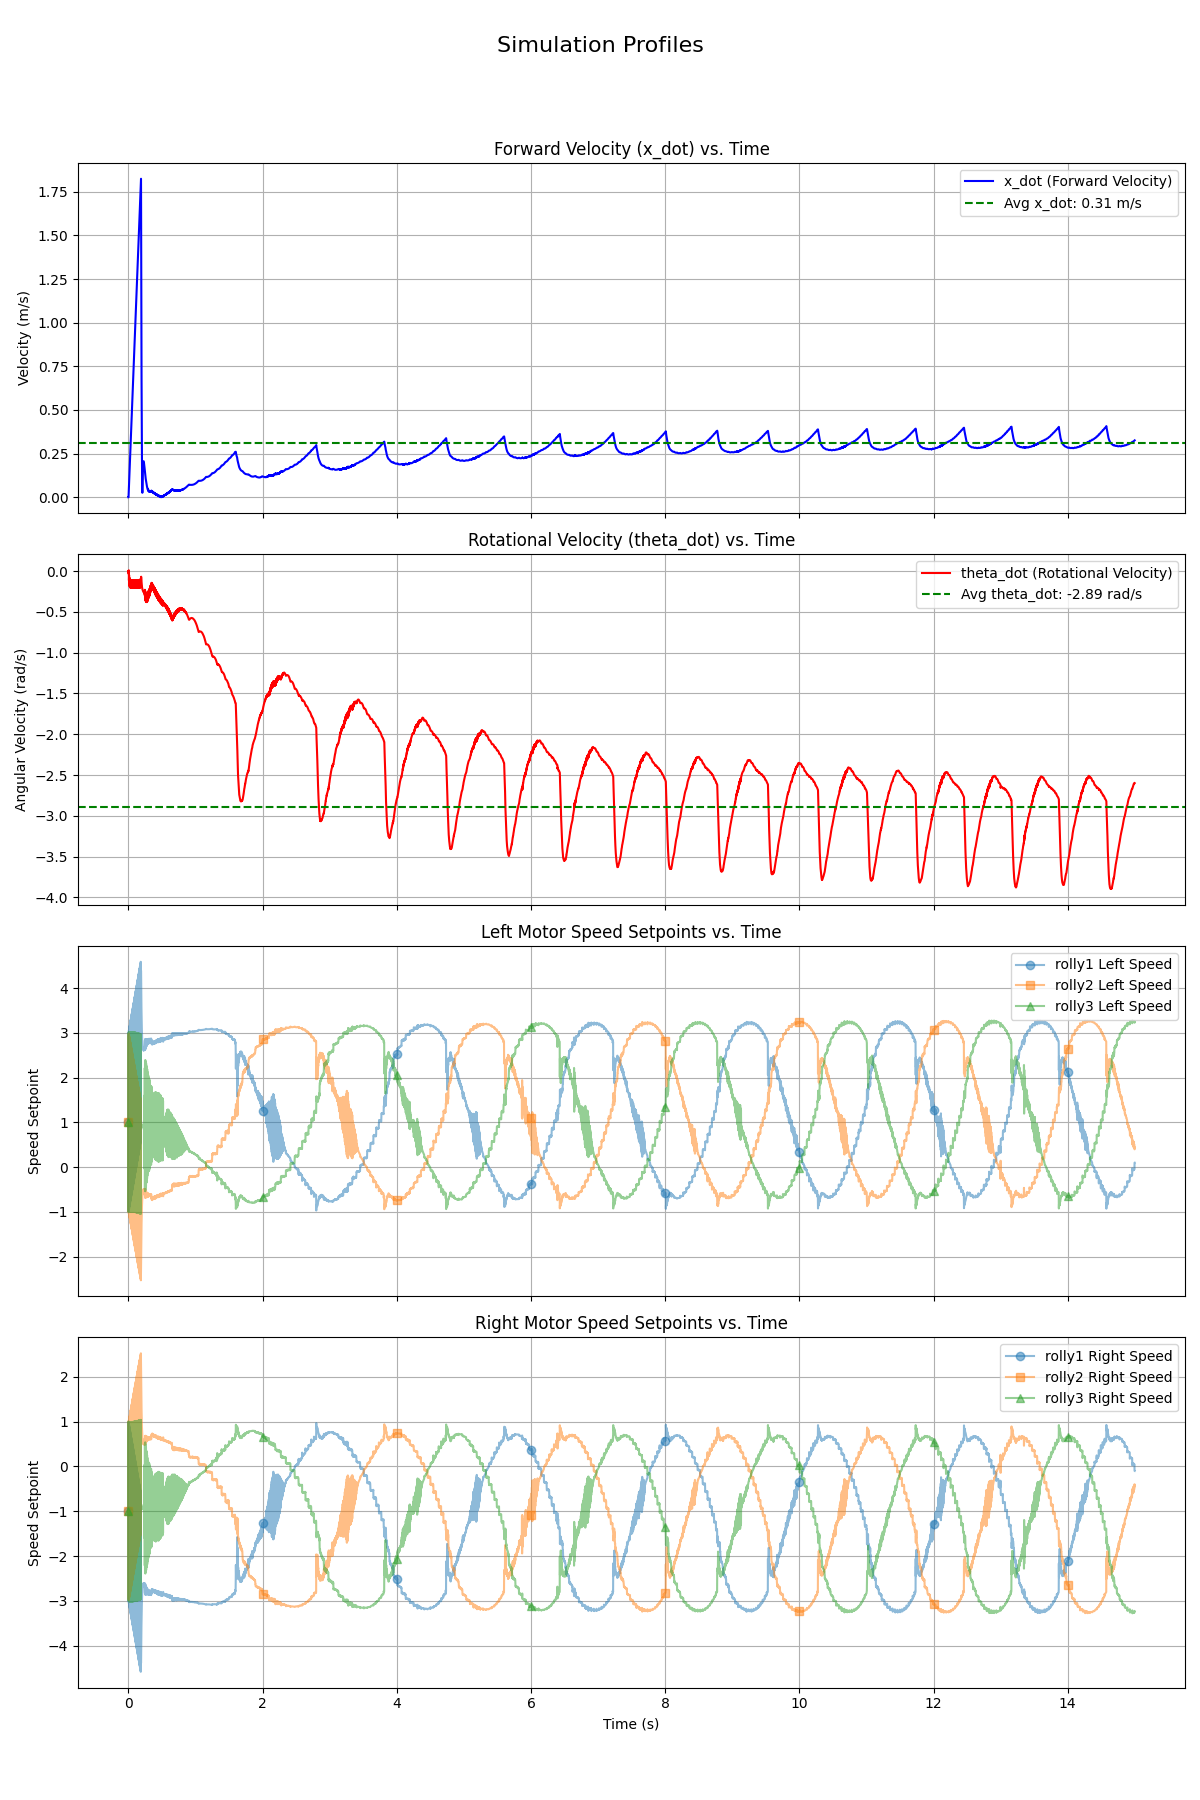 Simulation Profiles
Forward Velocity (x_dot) vs. Time
Velocity (m/s)
1.75
1.50
1.25
1.00
0.75
0.50
0.25
0.00
x_dot (Forward Velocity)
Avg x_dot: 0.31 m/s
Rotational Velocity (theta_dot) vs. Time
Angular Velocity (rad/s)
0.0
−0.5
−1.0
−1.5
−2.0
−2.5
−3.0
−3.5
−4.0
theta_dot (Rotational Velocity)
Avg theta_dot: -2.89 rad/s
Left Motor Speed Setpoints vs. Time
Speed Setpoint
4
3
2
1
0
−1
−2
rolly1 Left Speed
rolly2 Left Speed
rolly3 Left Speed
Right Motor Speed Setpoints vs. Time
Speed Setpoint
2
1
0
−1
−2
−3
−4
rolly1 Right Speed
rolly2 Right Speed
rolly3 Right Speed
0 2 4 6 8 10 12 14
Time (s)